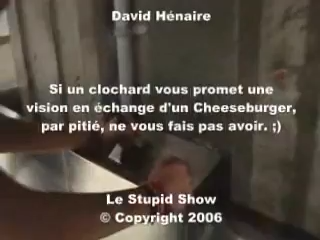 David Hénaire
Si un clochard vous promet une
vision en échange d'un Cheeseburger,
par pitié, ne vous fais pas avoir. ;)
Le Stupid Show
© Copyright 2006